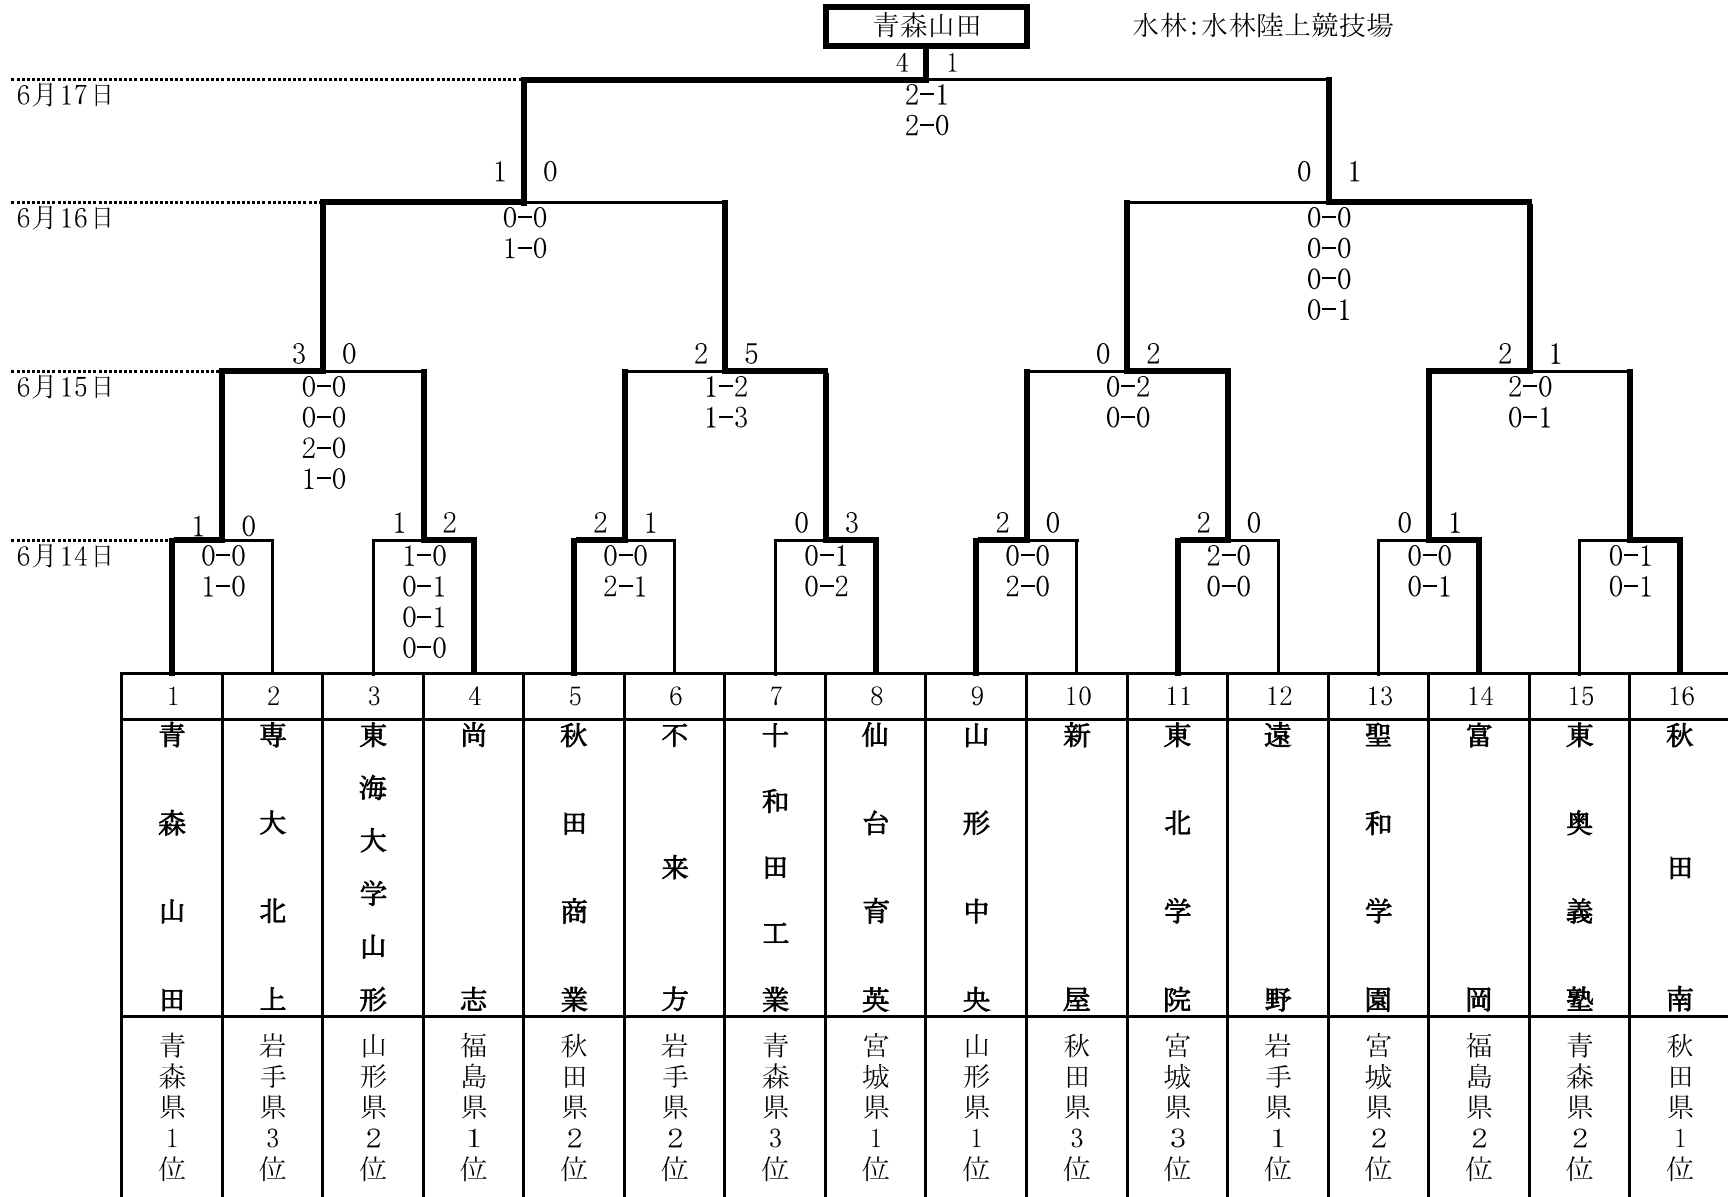 青森山田 水林:水林陸上競技場
4 1
6月17日 2-1
2-0
1 0 0 1
6月16日 0-0 0-0
1-0 0-0
0-0
0-1
3 0 2 5 0 2 2 1
6月15日 0-0 1-2 0-2 2-0
0-0 1-3 0-0 0-1
2-0
1-0
1 0 1 2 2 1 0 3 2 0 2 0 0 1
6月14日 0-0 1-0 0-0 0-1 0-0 2-0 0-0 0-1
1-0 0-1 2-1 0-2 2-0 0-0 0-1 0-1
0-1
0-0
1 2 3 4 5 6 7 8 9 10 11 12 13 14 15 16
青森山田
専大北上
東海大学山形
尚志
秋田商業
不来方
十和田工業
仙台育英
山形中央
新屋
東北学院
遠野
聖和学園
富岡
東奥義塾
秋田南
青森県1位
岩手県3位
山形県2位
福島県1位
秋田県2位
岩手県2位
青森県3位
宮城県1位
山形県1位
秋田県3位
宮城県3位
岩手県1位
宮城県2位
福島県2位
青森県2位
秋田県1位